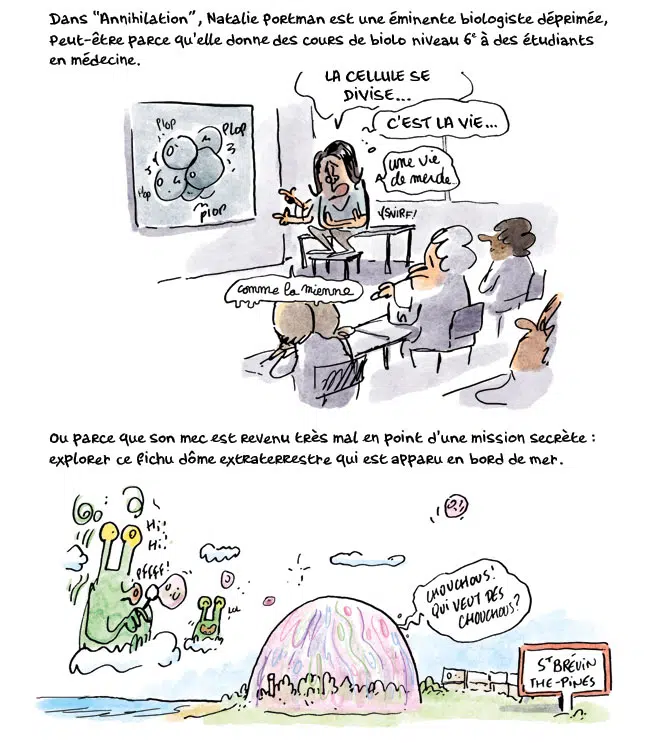 Dans "Annihilation", Natalie Portman est une éminente biologiste déprimée,
Peut-être parce qu'elle donne des cours de biolo niveau 6e à des étudiants
en médecine.
LA CELLULE SE
DIVISE...
C'EST LA VIE...
Plop
Plop
une vie
de merde
Plop
plop
SNIRF!
comme la mienne
Ou parce que son mec est revenu très mal en point d'une mission secrète :
explorer ce fichu dôme extraterrestre qui est apparu en bord de mer.
Hi!
Hi!
Pffff!
CHOUCHOUS!
QUI VEUT DES
CHOUCHOUS?
ST BRÉVIN
THE-PINES